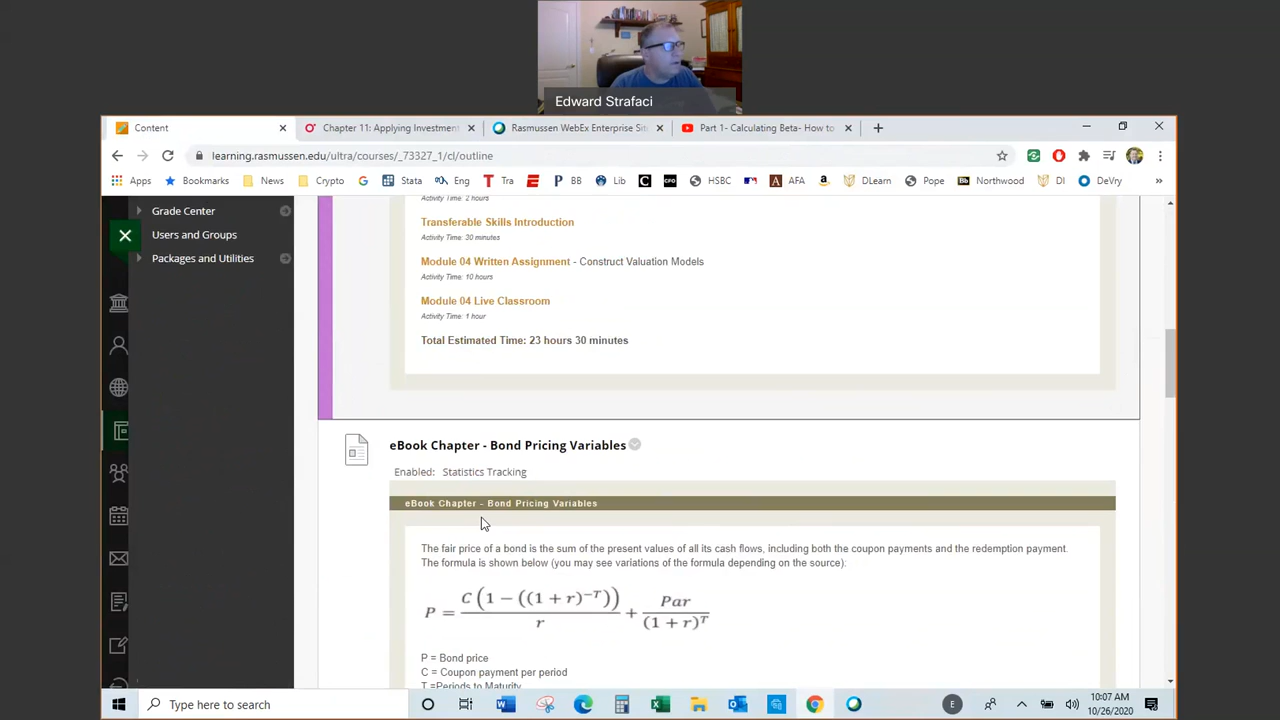 Edward Strafaci
Content
Chapter 11: Applying Investment
Rasmussen WebEx Enterprise Sit
Part 1- Calculating Beta- How to
learning.rasmussen.edu/ultra/courses/_73327_1/cl/outline
Apps Bookmarks News Crypto Stata Eng Tra BB Lib HSBC AFA DLearn Pope Northwood DI DeVry
Grade Center
Users and Groups
Packages and Utilities
Activity Time: 2 hours
Transferable Skills Introduction
Activity Time: 30 minutes
Module 04 Written Assignment - Construct Valuation Models
Activity Time: 10 hours
Module 04 Live Classroom
Activity Time: 1 hour
Total Estimated Time: 23 hours 30 minutes
eBook Chapter - Bond Pricing Variables
Enabled: Statistics Tracking
eBook Chapter - Bond Pricing Variables
The fair price of a bond is the sum of the present values of all its cash flows, including both the coupon payments and the redemption payment.
The formula is shown below (you may see variations of the formula depending on the source):
P = C (1 − ((1 + r)^−T)) / r + Par / (1 + r)^T
P = Bond price
C = Coupon payment per period
T =Periods to Maturity
Type here to search
E
10:07 AM
10/26/2020